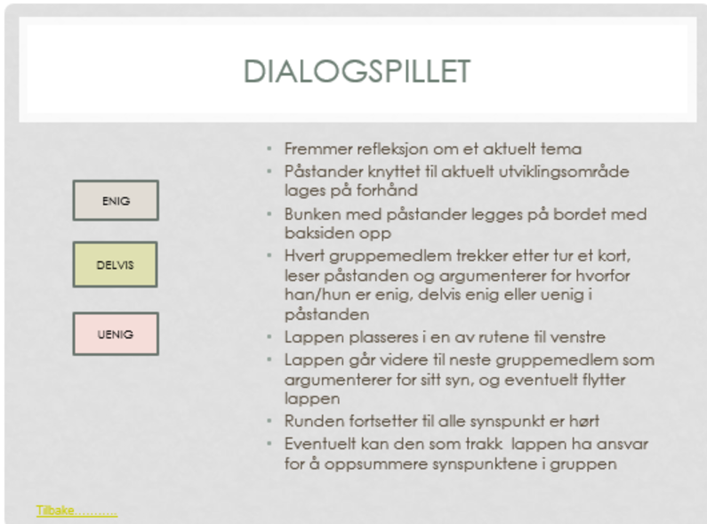 DIALOGSPILLET
ENIG
DELVIS
UENIG
• Fremmer refleksjon om et aktuelt tema
• Påstander knyttet til aktuelt utviklingsområde
lages på forhånd
• Bunken med påstander legges på bordet med
baksiden opp
• Hvert gruppemedlem trekker etter tur et kort,
leser påstanden og argumenterer for hvorfor
han/hun er enig, delvis enig eller uenig i
påstanden
• Lappen plasseres i en av rutene til venstre
• Lappen går videre til neste gruppemedlem som
argumenterer for sitt syn, og eventuelt flytter
lappen
• Runden fortsetter til alle synspunkt er hørt
• Eventuelt kan den som trakk  lappen ha ansvar
for å oppsummere synspunktene i gruppen
Tilbake..........